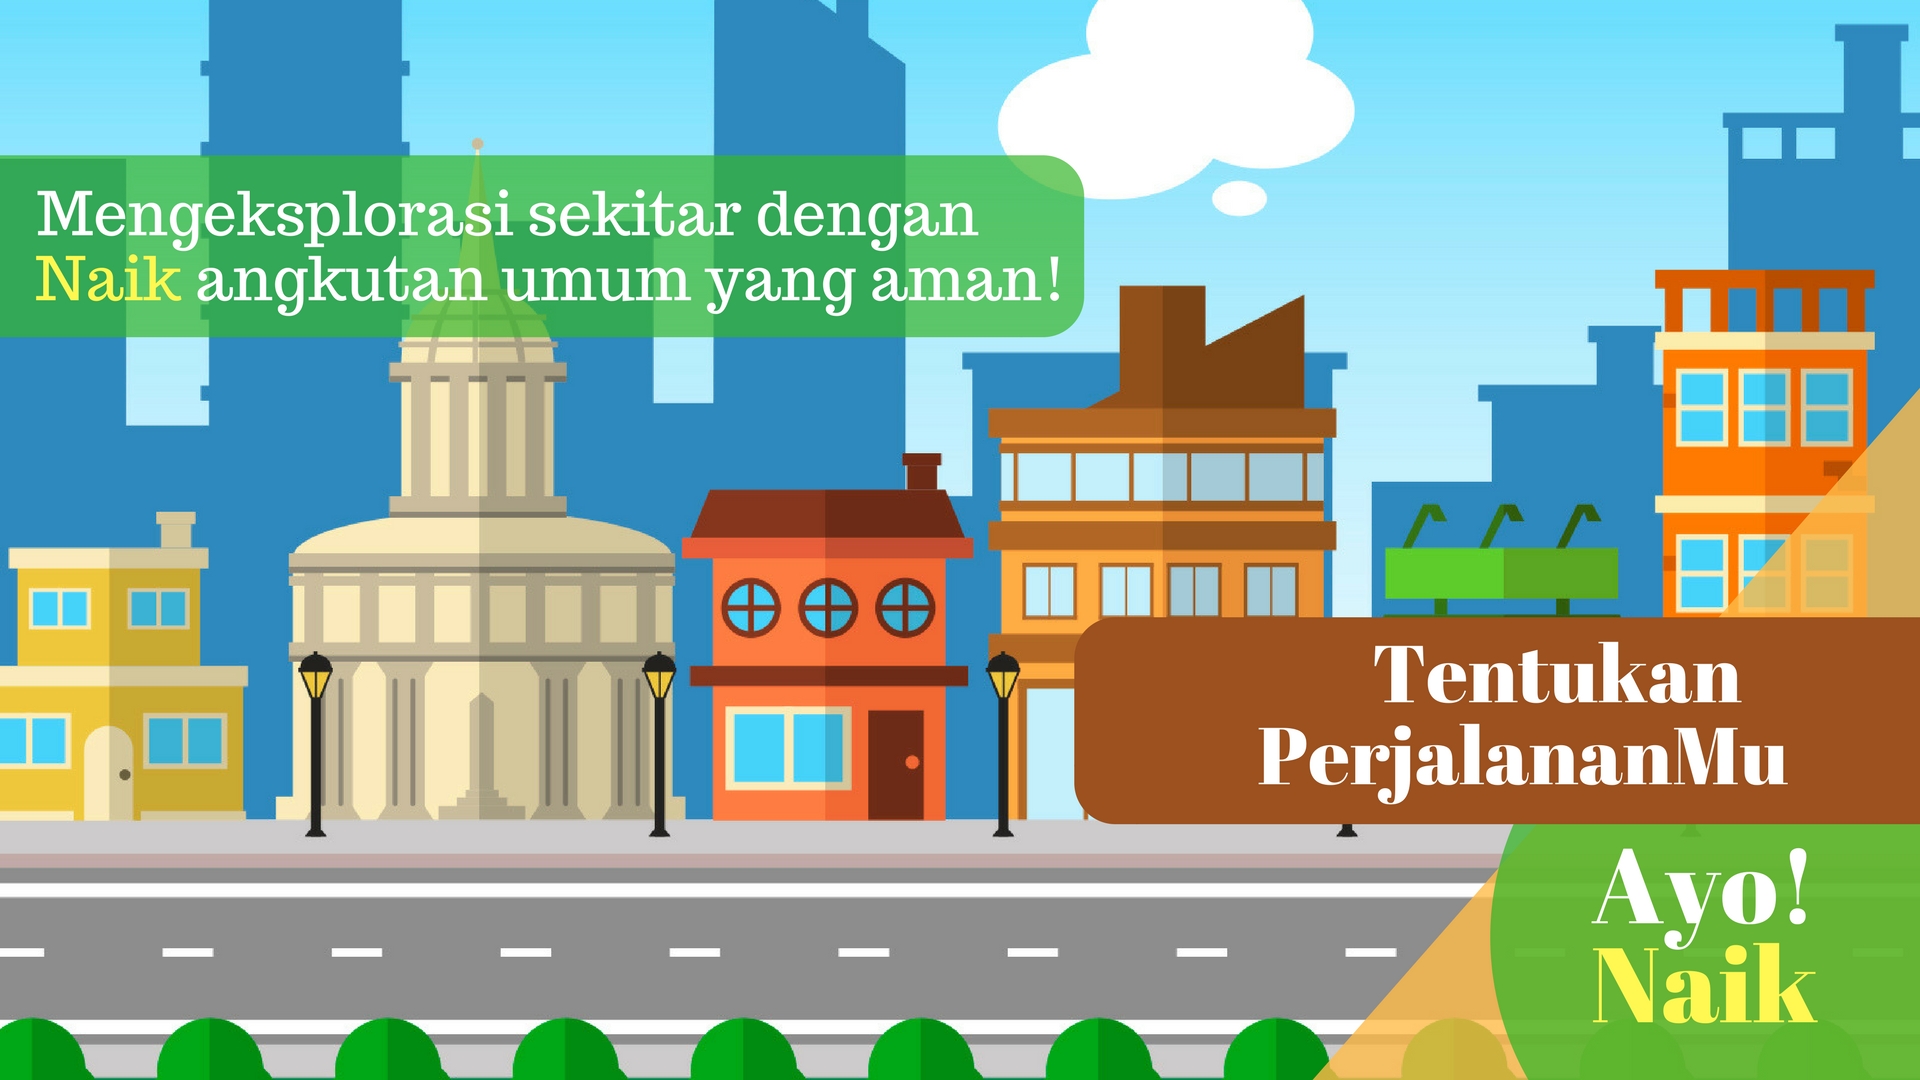 Mengeksplorasi sekitar dengan
Naik angkutan umum yang aman!
Tentukan
PerjalananMu
Ayo!
Naik